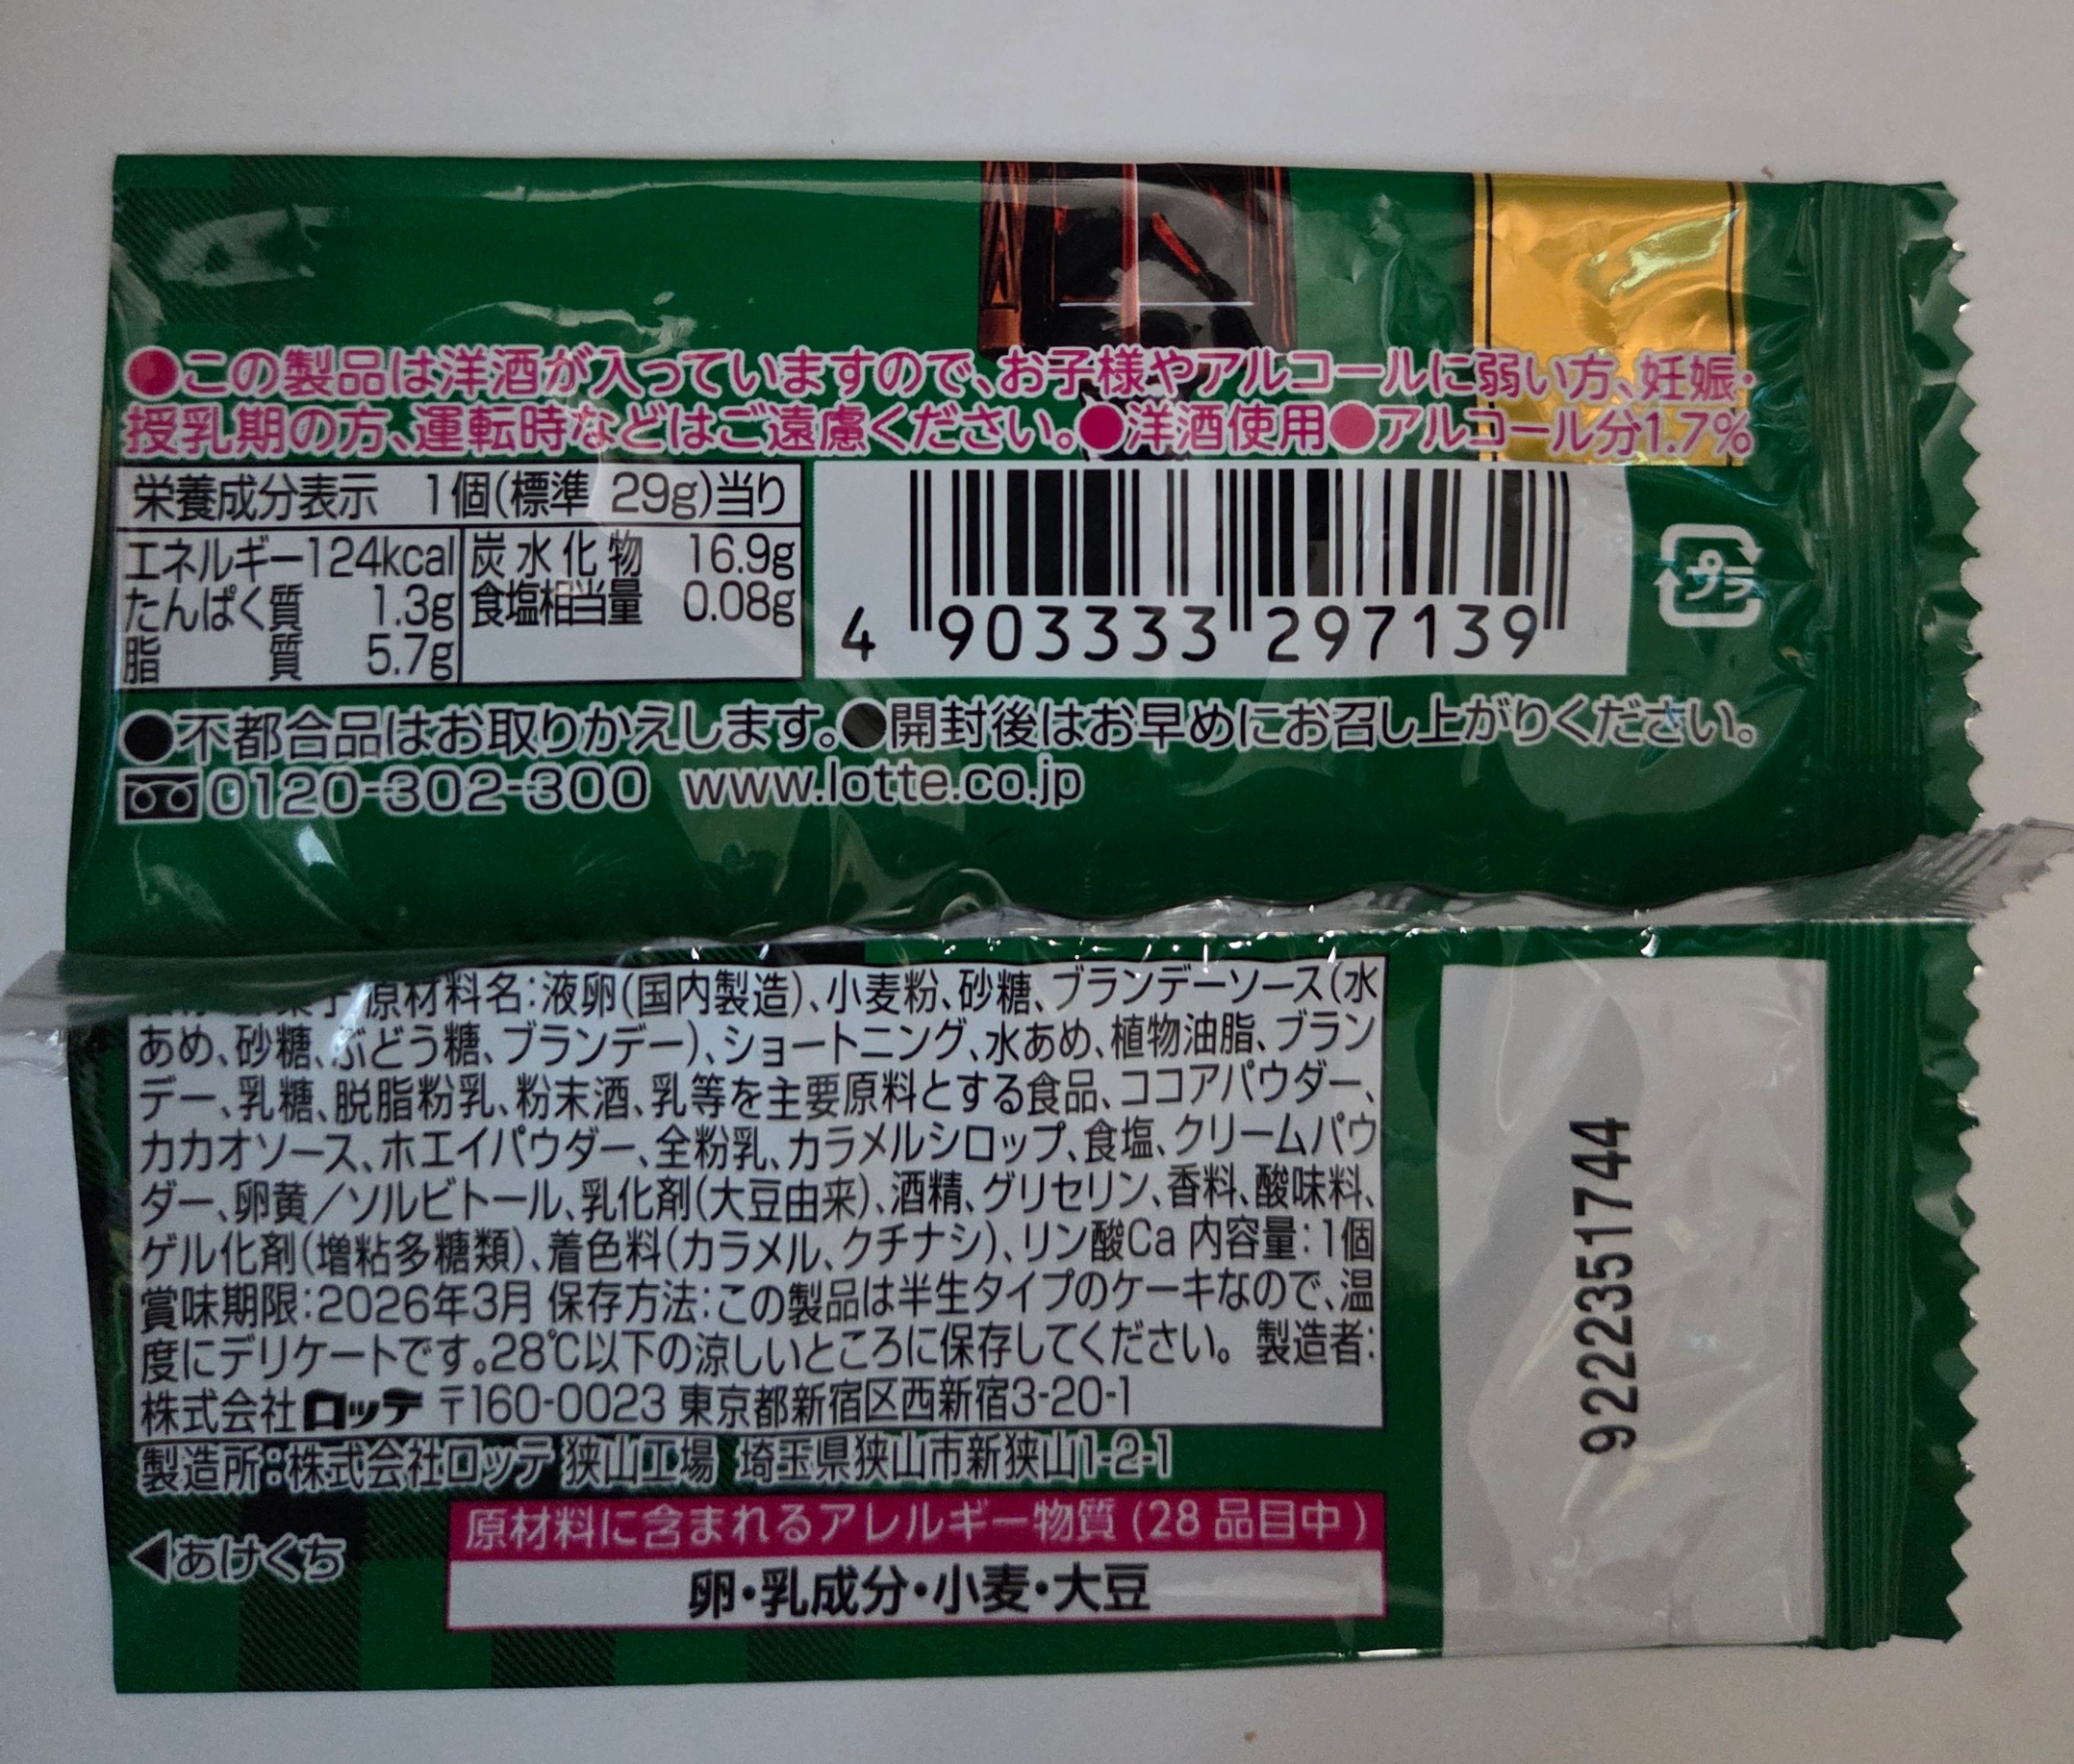 ●この製品は洋酒が入っていますので、お子様やアルコールに弱い方、妊娠・
授乳期の方、運転時などはご遠慮ください。●洋酒使用●アルコール分1.7%
栄養成分表示 1個(標準 29g)当り
エネルギー124kcal 炭水化物 16.9g
たんぱく質 1.3g 食塩相当量 0.08g
脂質 5.7g
4 903333 297139
プラ
●不都合品はお取りかえします。●開封後はお早めにお召し上がりください。
0120-302-300 www.lotte.co.jp
菓子 原材料名:液卵(国内製造)、小麦粉、砂糖、ブランデーソース(水
あめ、砂糖、ぶどう糖、ブランデー)、ショートニング、水あめ、植物油脂、ブラン
デー、乳糖、脱脂粉乳、粉末酒、乳等を主要原料とする食品、ココアパウダー、
カカオソース、ホエイパウダー、全粉乳、カラメルシロップ、食塩、クリームパウ
ダー、卵黄/ソルビトール、乳化剤(大豆由来)、酒精、グリセリン、香料、酸味料、
ゲル化剤(増粘多糖類)、着色料(カラメル、クチナシ)、リン酸Ca 内容量:1個
賞味期限:2026年3月 保存方法:この製品は半生タイプのケーキなので、温
度にデリケートです。28℃以下の涼しいところに保存してください。 製造者:
株式会社ロッテ 〒160-0023 東京都新宿区西新宿3-20-1
製造所:株式会社ロッテ 狭山工場 埼玉県狭山市新狭山1-2-1
◀あけくち
原材料に含まれるアレルギー物質(28品目中)
卵・乳成分・小麦・大豆
9222351744